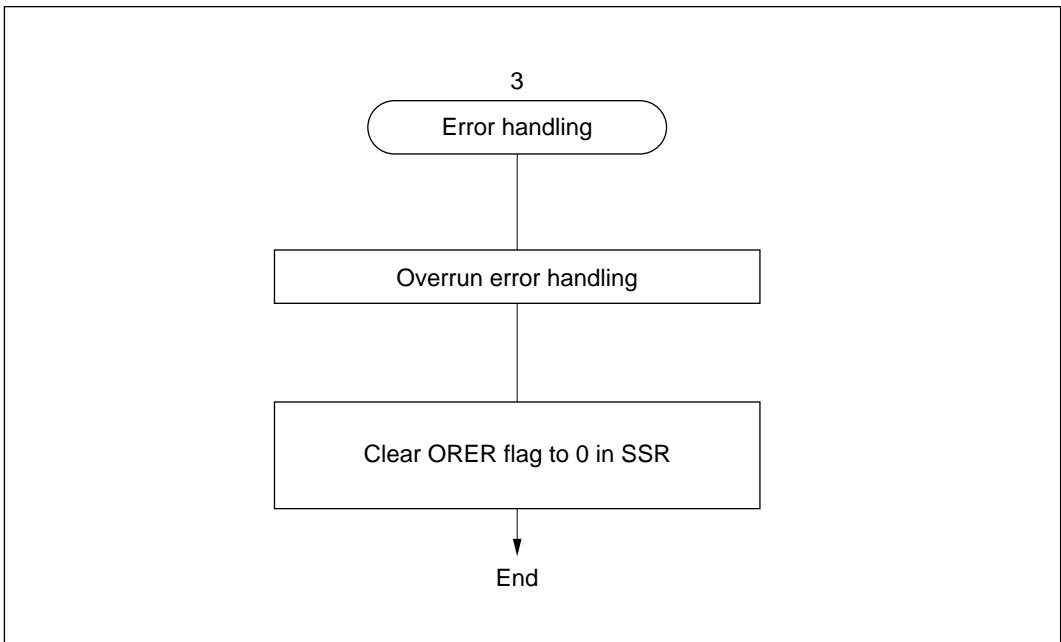 3
Error handling
Overrun error handling
Clear ORER flag to 0 in SSR
End